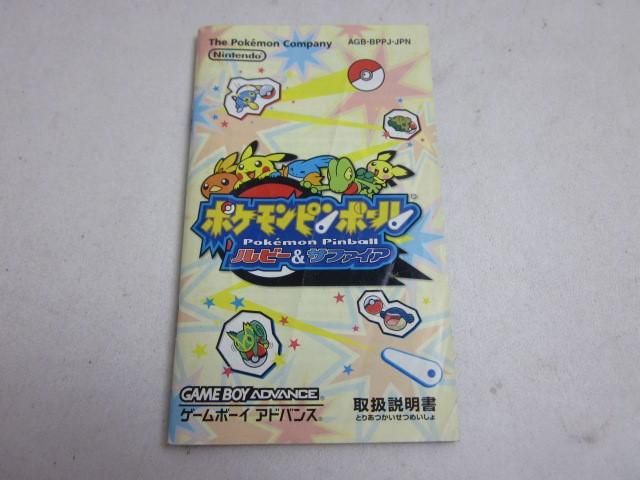 The Pokémon Company
AGB-BPPJ-JPN
Nintendo
ポケモンピンボール
TM
Pokémon Pinball
ルビー&サファイア
GAME BOY ADVANCE
ゲームボーイ アドバンス
取扱説明書
とりあつかいせつめいしょ